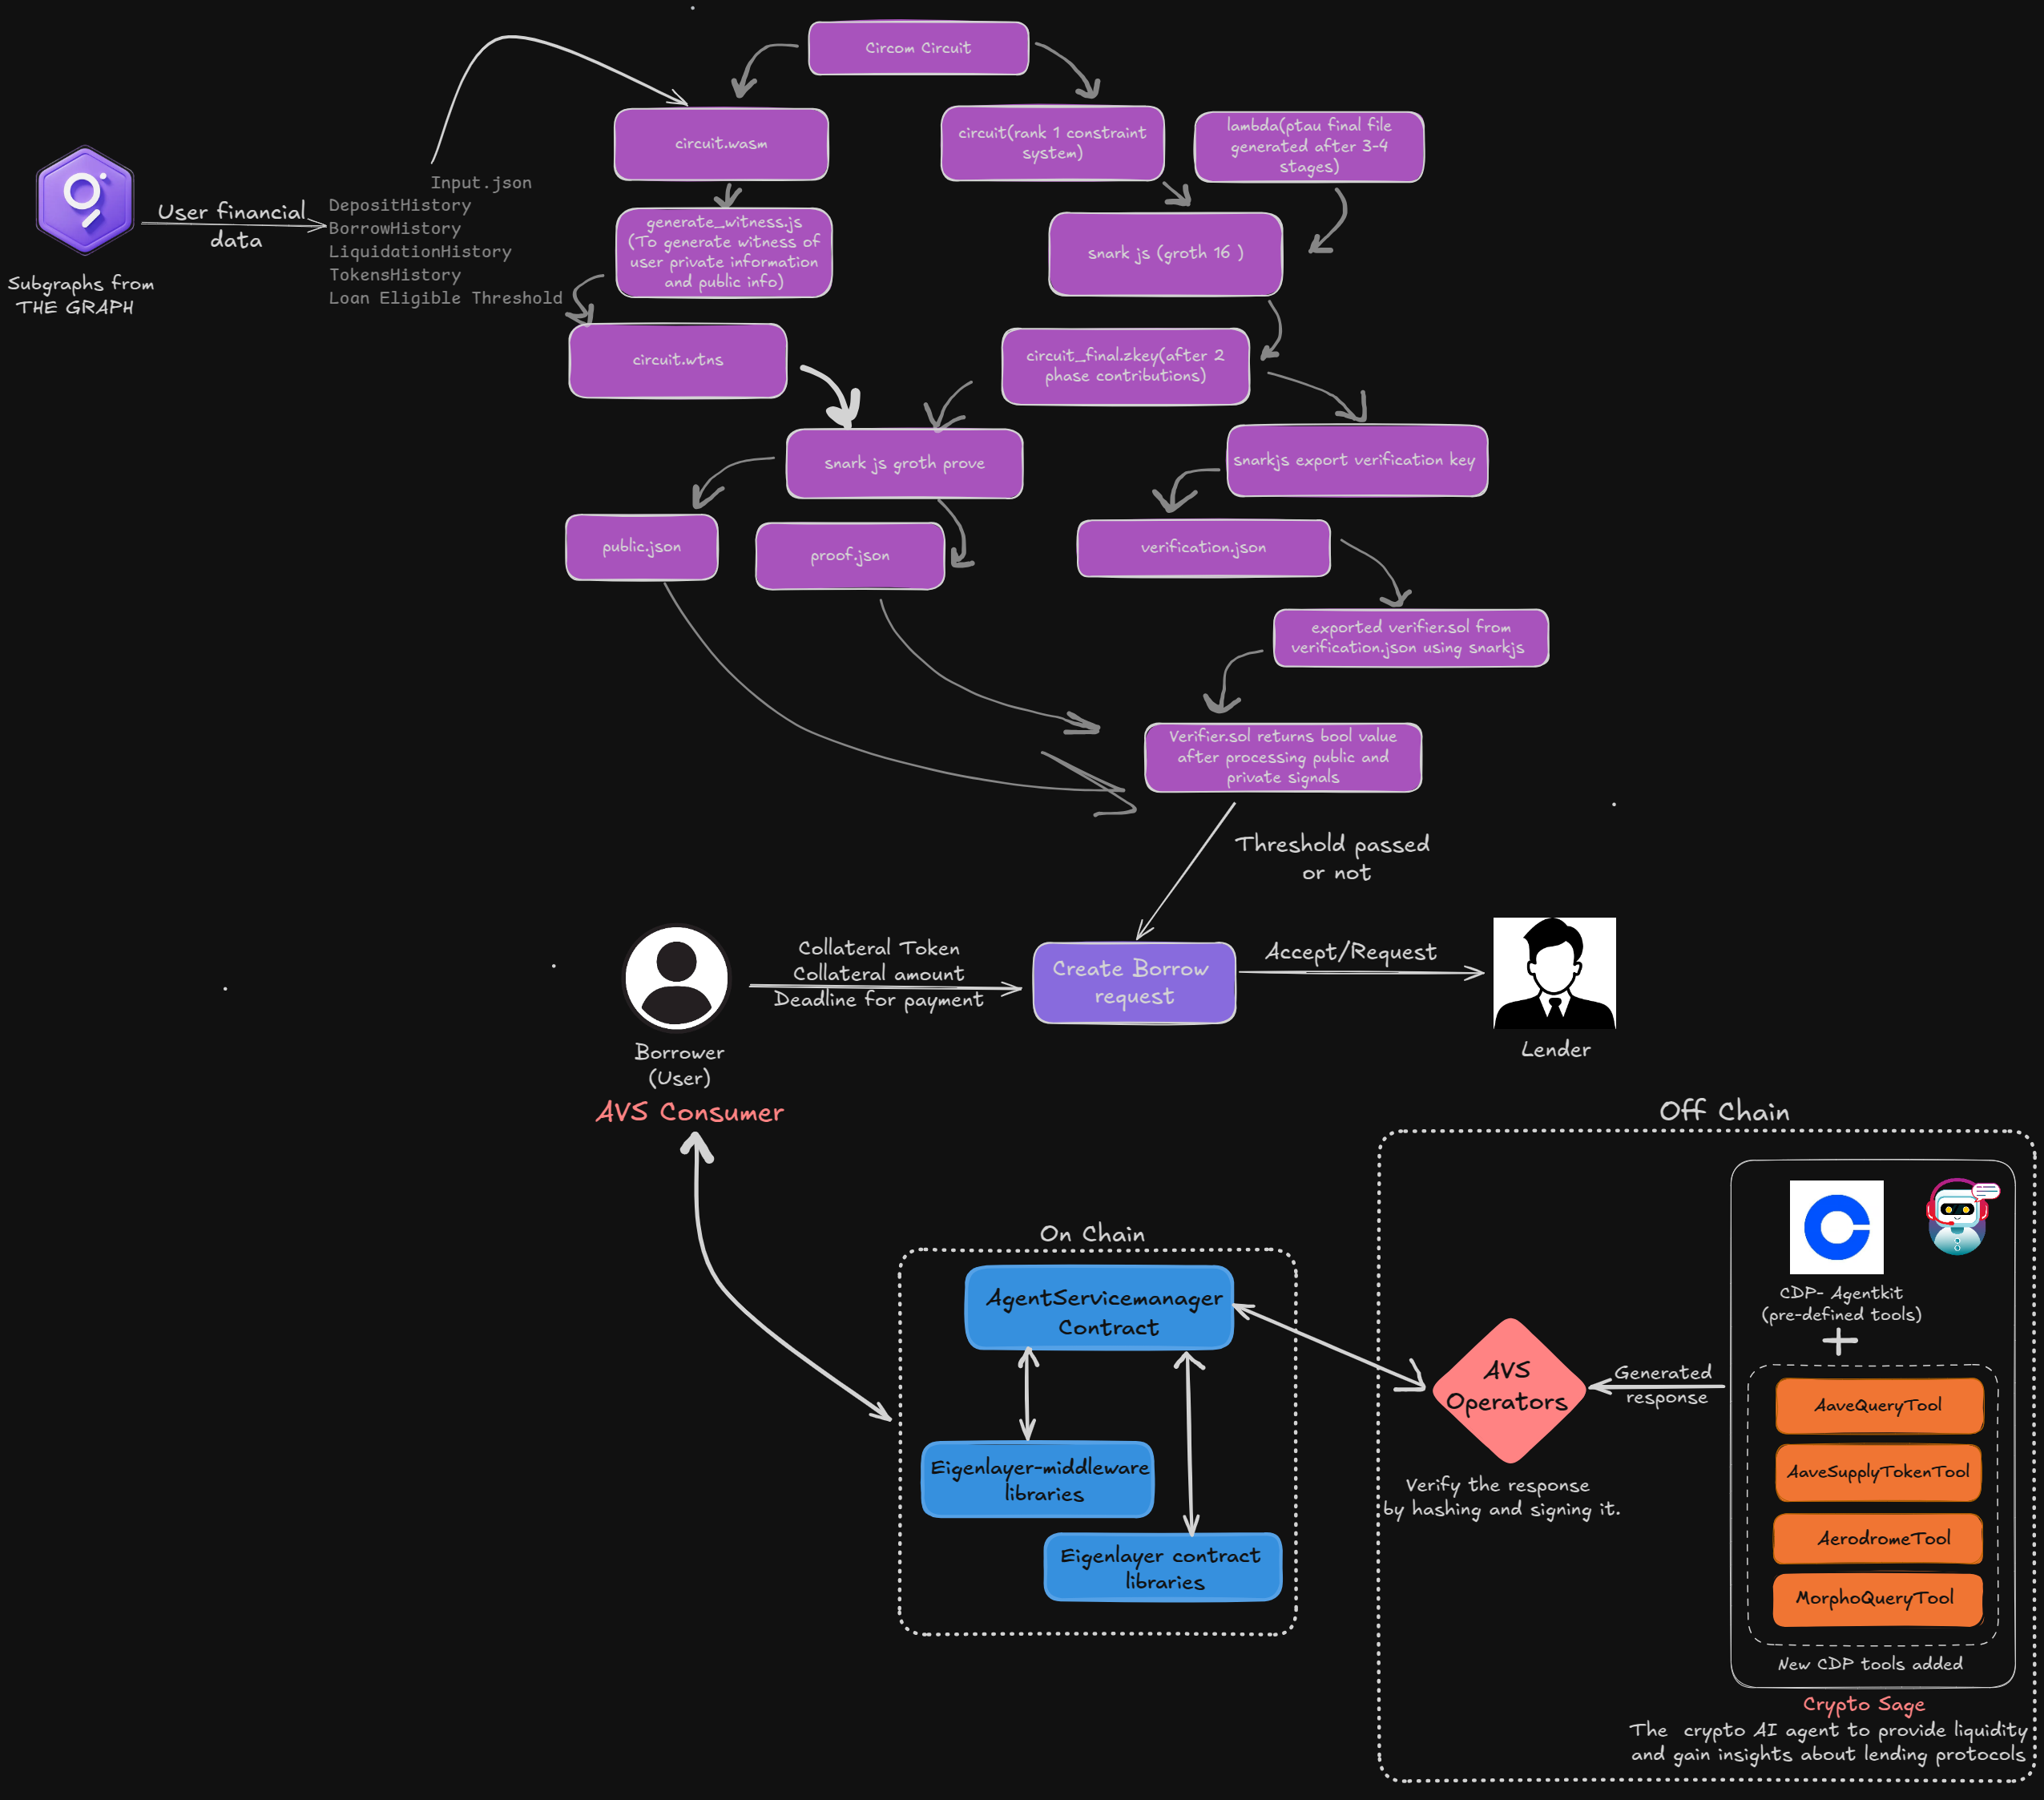 Circom Circuit
circuit.wasm
circuit(rank 1 constraint
system)
lambda(ptau final file
generated after 3-4
stages)
Input.json
DepositHistory
BorrowHistory
LiquidationHistory
TokensHistory
Loan Eligible Threshold
User financial
data
Subgraphs from
THE GRAPH
generate_witness.js
(To generate witness of
user private information
and public info)
snark js (groth 16 )
circuit.wtns
circuit_final.zkey(after 2
phase contributions)
snark js groth prove
snarkjs export verification key
public.json
proof.json
verification.json
exported verifier.sol from
verification.json using snarkjs
Verifier.sol returns bool value
after processing public and
private signals
Threshold passed
or not
Collateral Token
Collateral amount
Deadline for payment
Create Borrow
request
Accept/Request
Borrower
(User)
AVS Consumer
Lender
Off Chain
On Chain
AgentServicemanager
Contract
Eigenlayer-middleware
libraries
Eigenlayer contract
libraries
AVS
Operators
Verify the response
by hashing and signing it.
Generated
response
CDP- Agentkit
(pre-defined tools)
+
AaveQueryTool
AaveSupplyTokenTool
AerodromeTool
MorphoQueryTool
New CDP tools added
Crypto Sage
The  crypto AI agent to provide liquidity
and gain insights about lending protocols